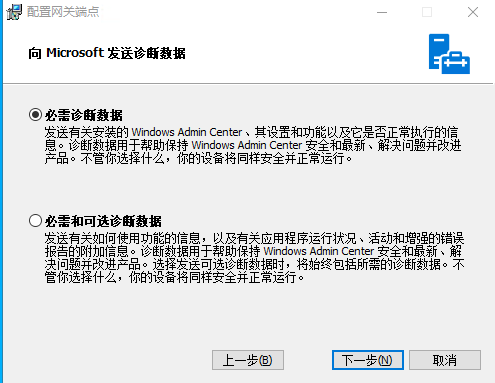 配置网关端点
向 Microsoft 发送诊断数据
必需诊断数据
发送有关安装的 Windows Admin Center、其设置和功能以及它是否正常执行的信
息。诊断数据用于帮助保持 Windows Admin Center 安全和最新、解决问题并改进
产品。不管你选择什么，你的设备将同样安全并正常运行。
必需和可选诊断数据
发送有关如何使用功能的信息，以及有关应用程序运行状况、活动和增强的错误
报告的附加信息。诊断数据用于帮助保持 Windows Admin Center 安全和最新、解
决问题并改进产品。选择发送可选诊断数据时，将始终包括所需的诊断数据。不
管你选择什么，你的设备将同样安全并正常运行。
上一步(B) 下一步(N) 取消